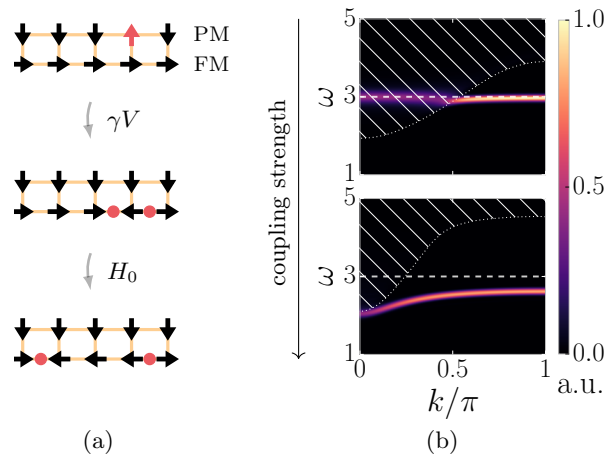 PM
FM
γV
H₀
(a)
coupling strength
5
ω 3
1
5
ω 3
1
0 0.5 1
k/π
1.0
0.5
0.0
a.u.
(b)